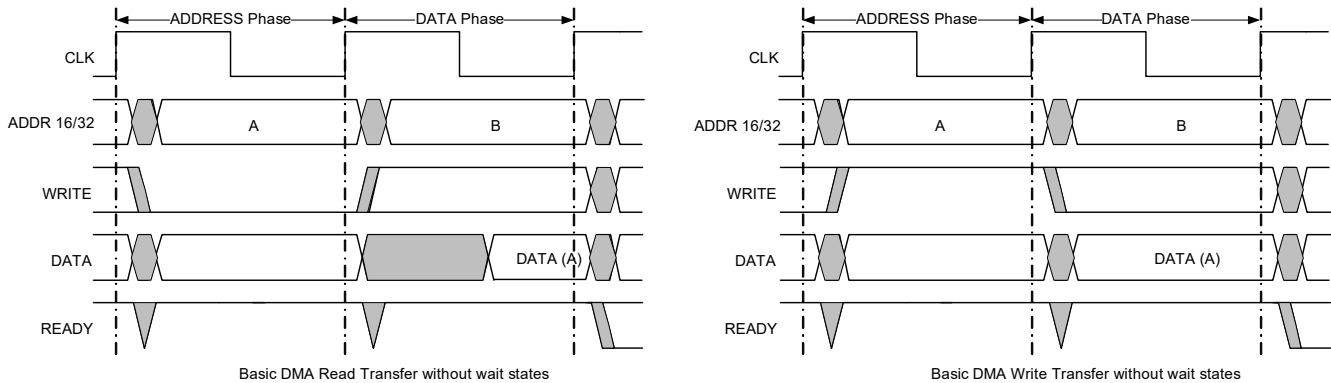 ADDRESS Phase DATA Phase
CLK
ADDR 16/32 A B
WRITE
DATA DATA (A)
READY
Basic DMA Read Transfer without wait states
ADDRESS Phase DATA Phase
CLK
ADDR 16/32 A B
WRITE
DATA DATA (A)
READY
Basic DMA Write Transfer without wait states